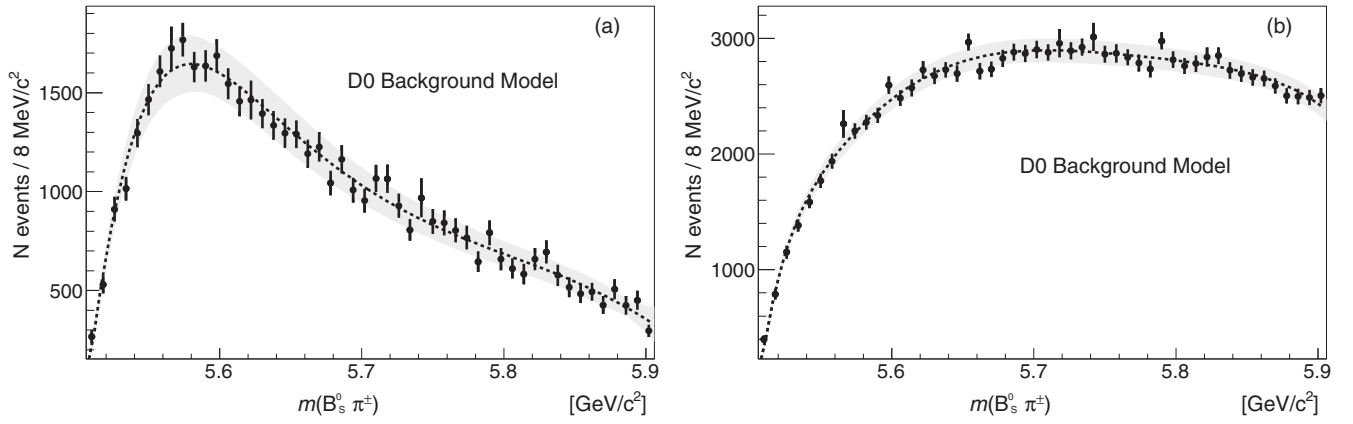 (a)
D0 Background Model
N events / 8 MeV/c²
1500
1000
500
5.6 5.7 5.8 5.9
m(B⁰ₛ π±) [GeV/c²]
(b)
D0 Background Model
N events / 8 MeV/c²
3000
2000
1000
5.6 5.7 5.8 5.9
m(B⁰ₛ π±) [GeV/c²]